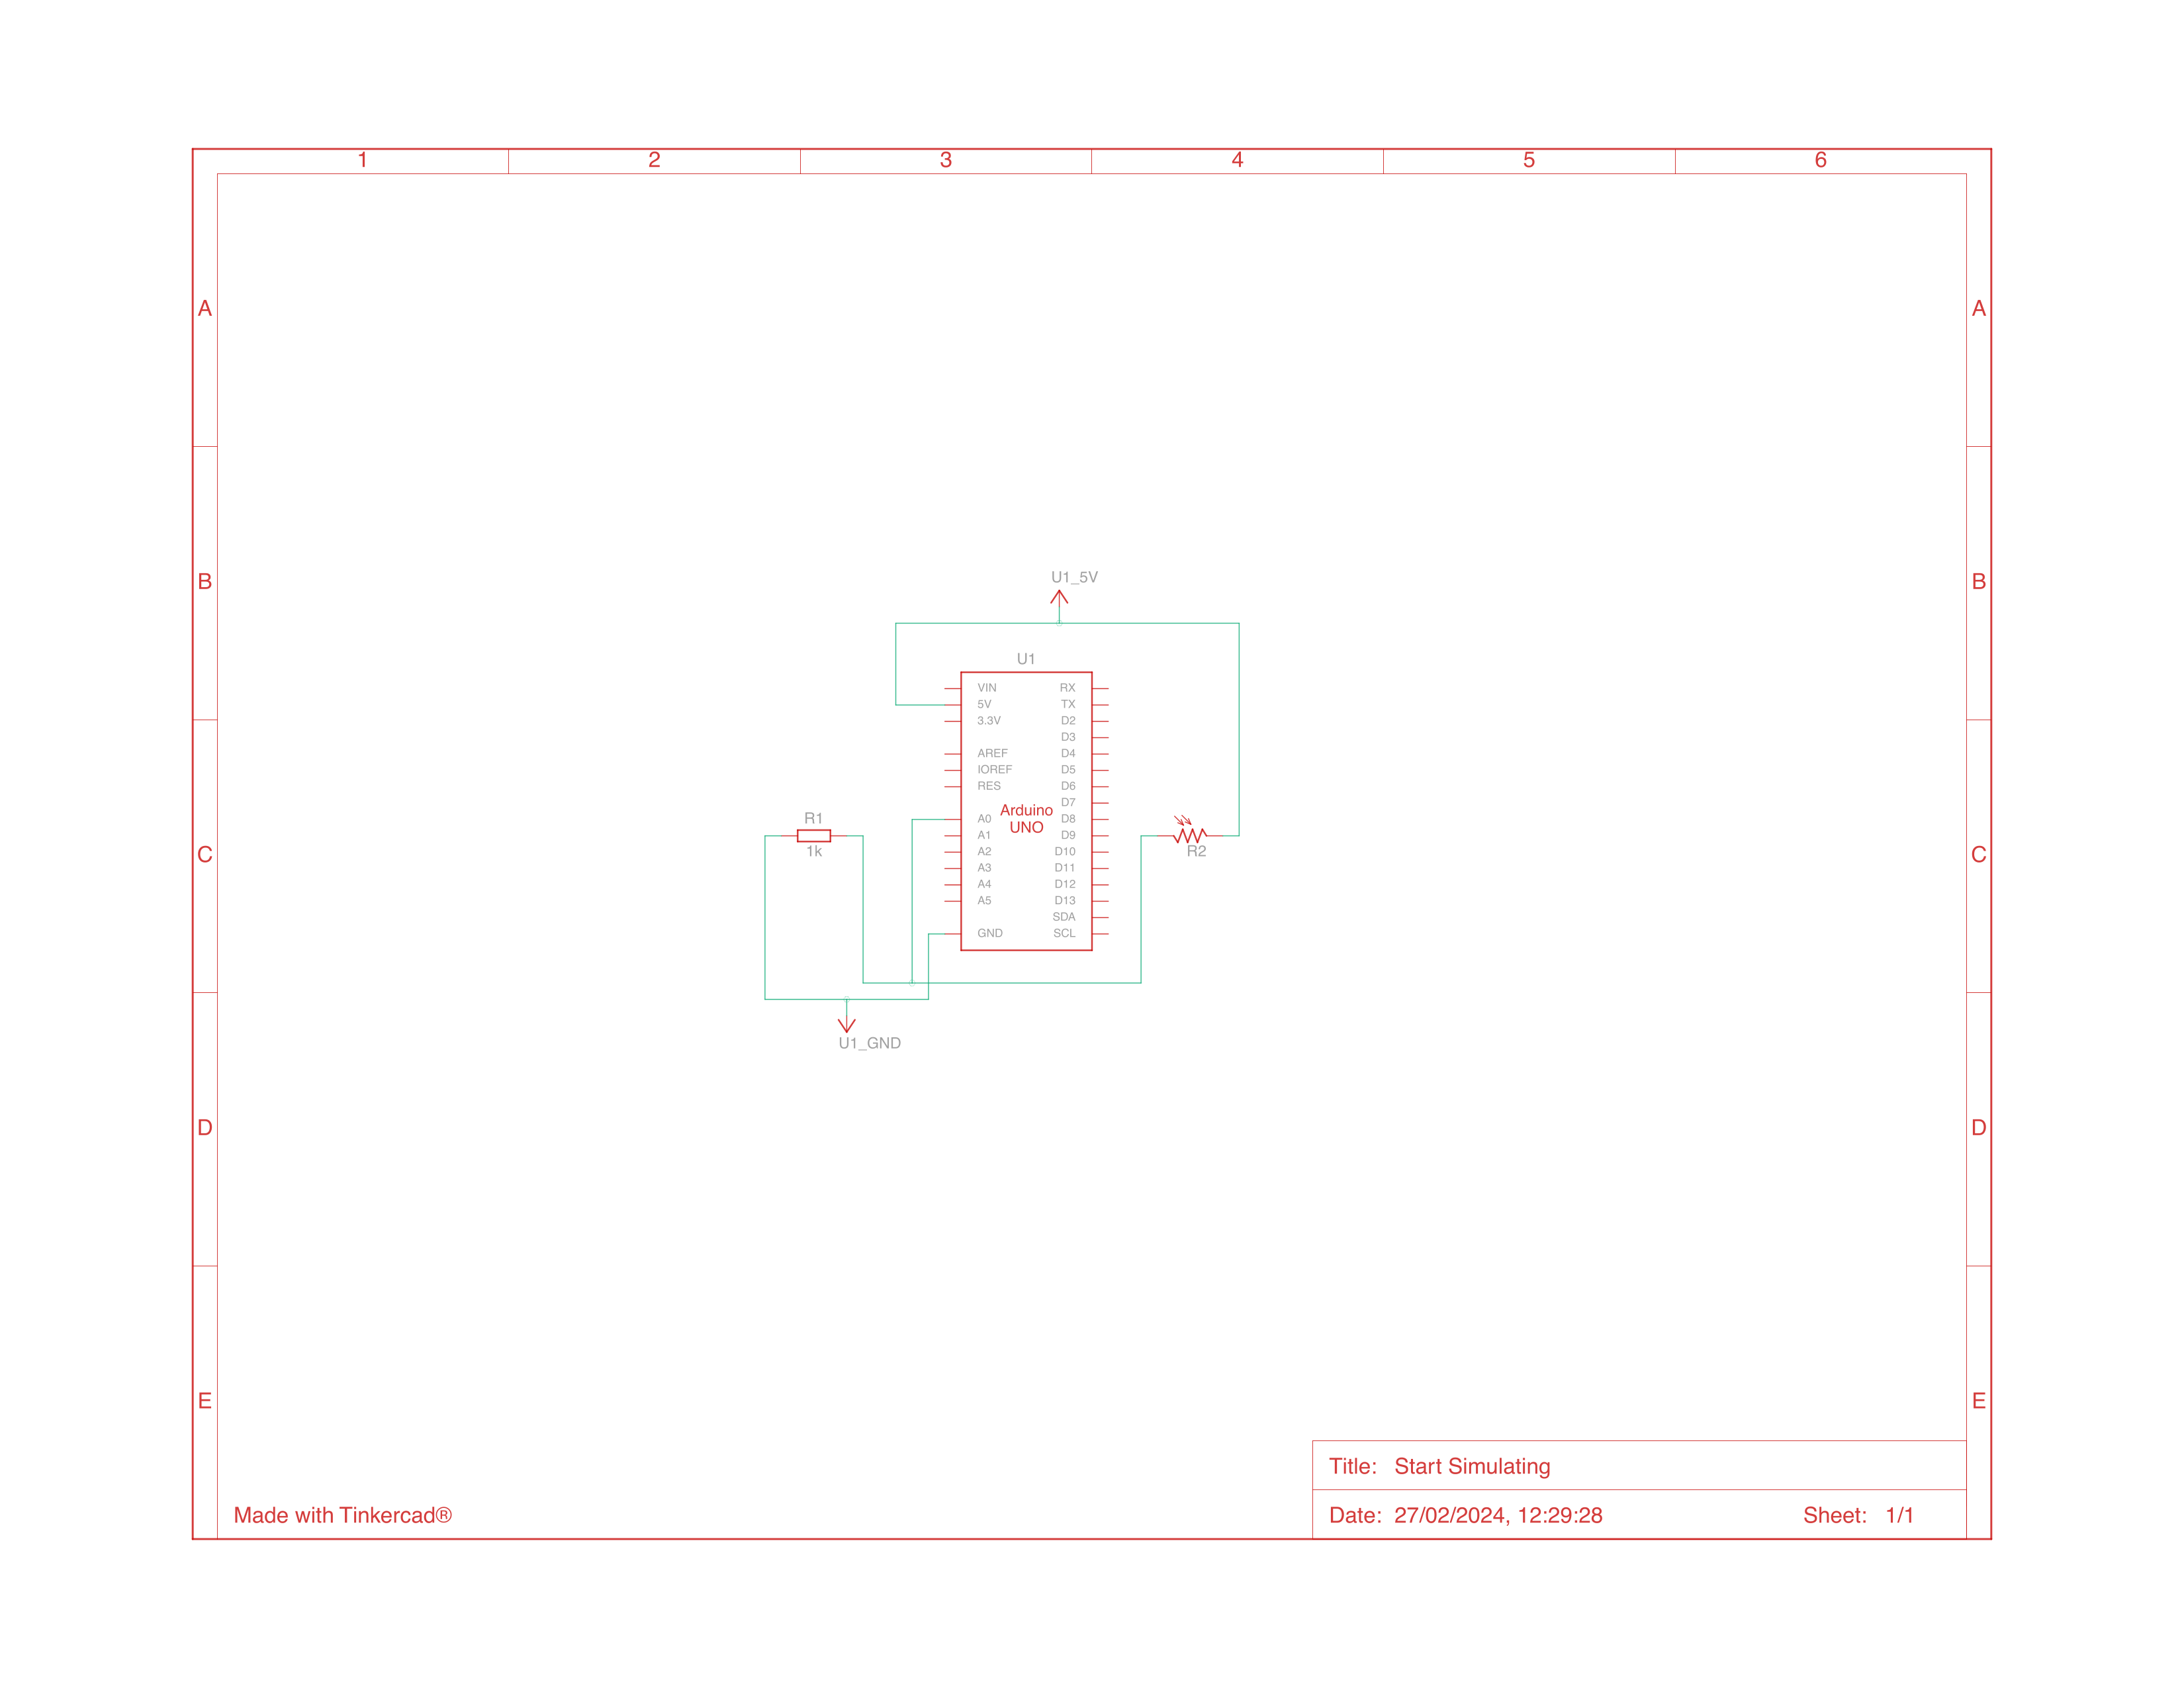 1 2 3 4 5 6
A A
B B
U1_5V
U1
VIN RX
5V TX
3.3V D2
D3
AREF D4
IOREF D5
RES D6
D7
Arduino
R1
A0 D8
UNO
A1 D9
1k
A2 D10
R2
C C
A3 D11
A4 D12
A5 D13
SDA
GND SCL
U1_GND
D D
E E
Title: Start Simulating
Made with Tinkercad®
Date: 27/02/2024, 12:29:28 Sheet: 1/1